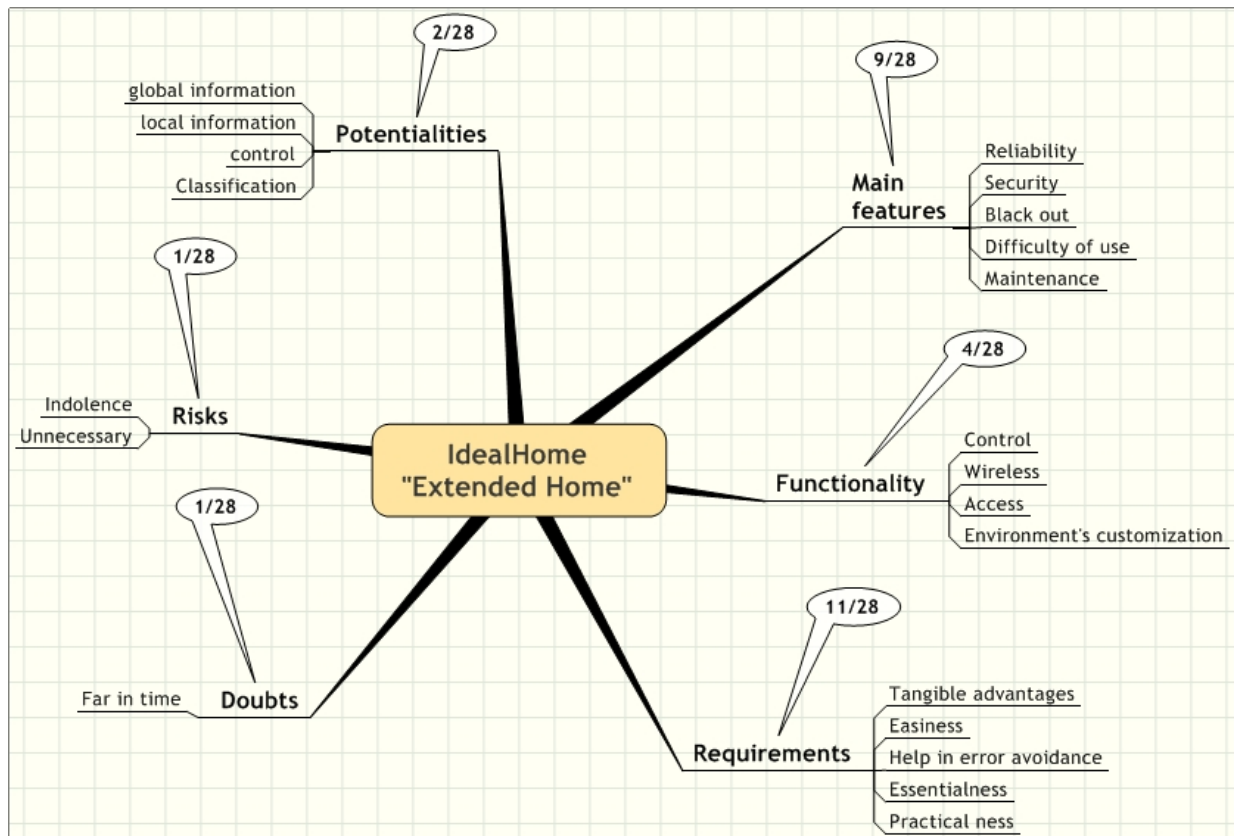 2/28
global information
local information
control
Classification
Potentialities
9/28
Main
features
Reliability
Security
Black out
Difficulty of use
Maintenance
1/28
Indolence
Unnecessary
Risks
IdealHome
"Extended Home"
4/28
Functionality
Control
Wireless
Access
Environment's customization
1/28
Far in time
Doubts
11/28
Requirements
Tangible advantages
Easiness
Help in error avoidance
Essentialness
Practical ness